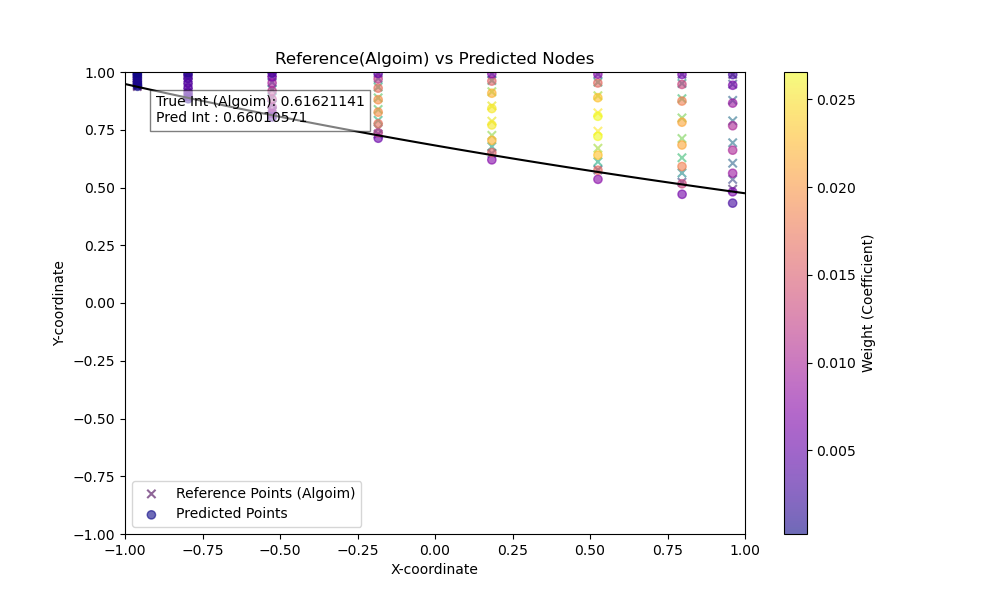 Reference(Algoim) vs Predicted Nodes
1.00
0.75
0.50
0.25
0.00
−0.25
−0.50
−0.75
−1.00
Y-coordinate
True Int (Algoim): 0.61621141
Pred Int : 0.66010571
Reference Points (Algoim)
Predicted Points
−1.00 −0.75 −0.50 −0.25 0.00 0.25 0.50 0.75 1.00
X-coordinate
0.025
0.020
0.015
0.010
0.005
Weight (Coefficient)